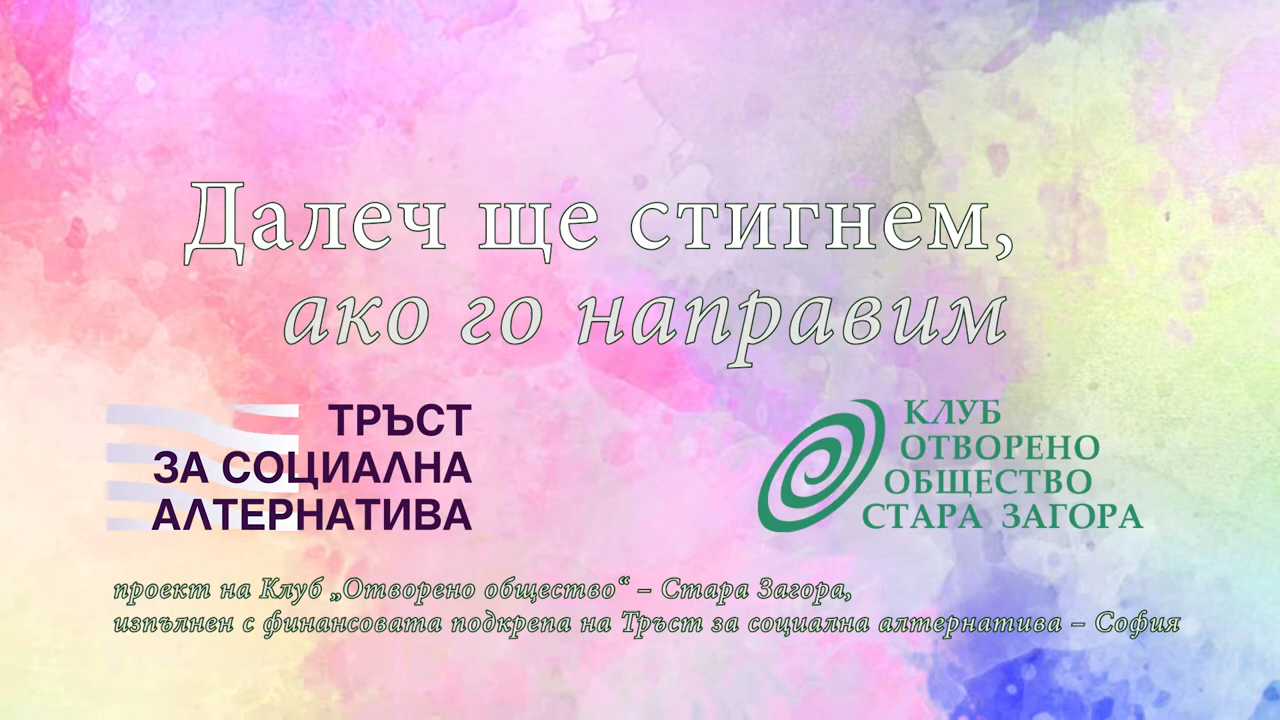 Далеч ще стигнем,
ако го направим
ТРЪСТ
ЗА СОЦИАЛНА
АЛТЕРНАТИВА
КЛУБ
ОТВОРЕНО
ОБЩЕСТВО
СТАРА ЗАГОРА
проект на Клуб „Отворено общество“ – Стара Загора,
изпълнен с финансовата подкрепа на Тръст за социална алтернатива – София